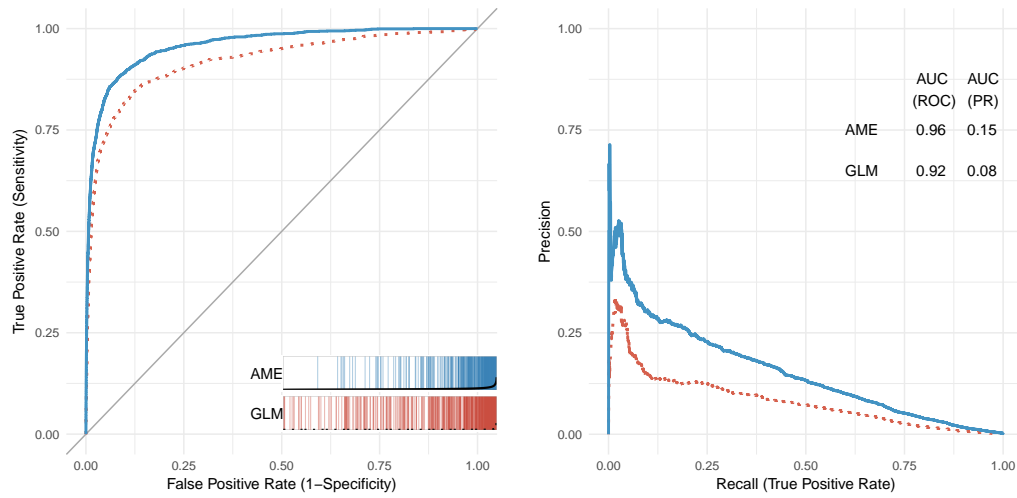 1.00
0.75
0.50
0.25
0.00
True Positive Rate (Sensitivity)
AME
GLM
0.00 0.25 0.50 0.75 1.00
False Positive Rate (1−Specificity)
1.00
0.75
0.50
0.25
0.00
Precision
AUC AUC
(ROC) (PR)
AME 0.96 0.15
GLM 0.92 0.08
0.00 0.25 0.50 0.75 1.00
Recall (True Positive Rate)